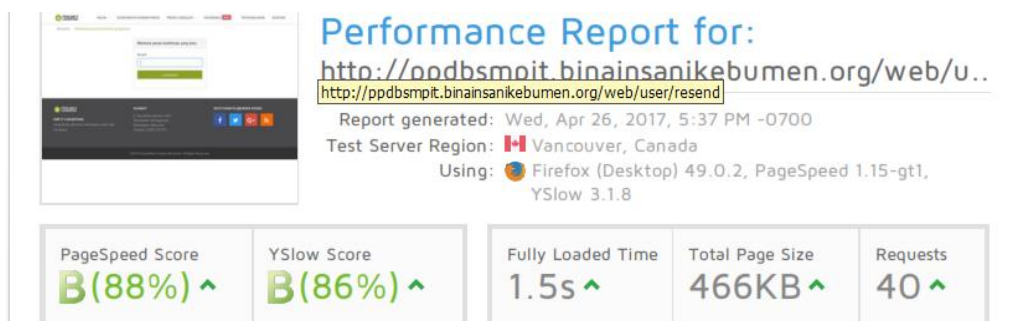 Performance Report for:
http://ppdbsmpit.binainsanikebumen.org/web/u..
http://ppdbsmpit.binainsanikebumen.org/web/user/resend
Report generated: Wed, Apr 26, 2017, 5:37 PM -0700
Test Server Region: Vancouver, Canada
Using: Firefox (Desktop) 49.0.2, PageSpeed 1.15-gt1,
YSlow 3.1.8
PageSpeed Score
B(88%)
YSlow Score
B(86%)
Fully Loaded Time
1.5s
Total Page Size
466KB
Requests
40